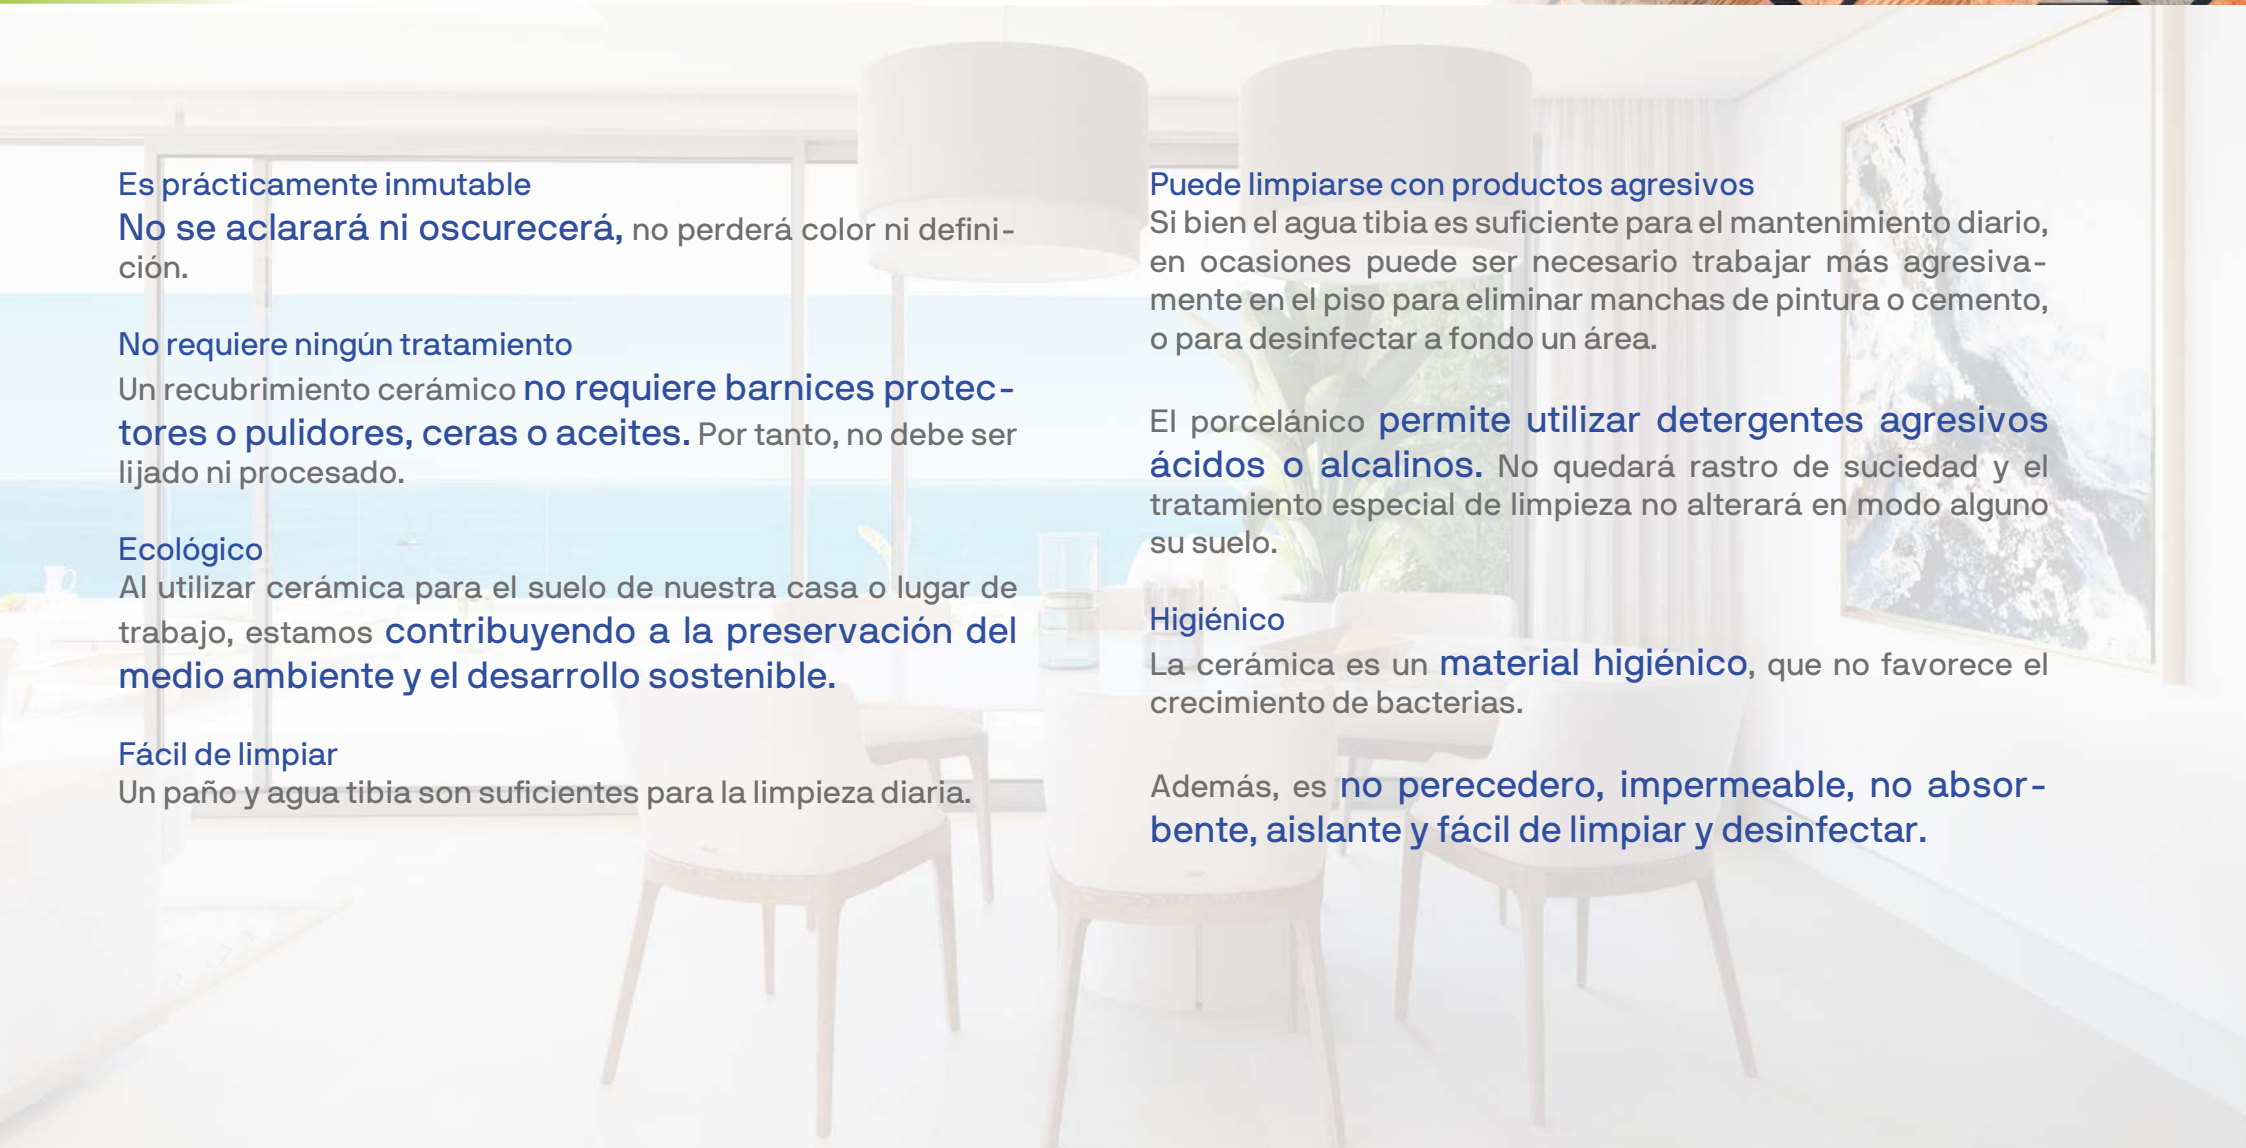 Es prácticamente inmutable
No se aclarará ni oscurecerá, no perderá color ni defini-
ción.
No requiere ningún tratamiento
Un recubrimiento cerámico no requiere barnices protec-
tores o pulidores, ceras o aceites. Por tanto, no debe ser
lijado ni procesado.
Ecológico
Al utilizar cerámica para el suelo de nuestra casa o lugar de
trabajo, estamos contribuyendo a la preservación del
medio ambiente y el desarrollo sostenible.
Fácil de limpiar
Un paño y agua tibia son suficientes para la limpieza diaria.
Puede limpiarse con productos agresivos
Si bien el agua tibia es suficiente para el mantenimiento diario,
en ocasiones puede ser necesario trabajar más agresiva-
mente en el piso para eliminar manchas de pintura o cemento,
o para desinfectar a fondo un área.
El porcelánico permite utilizar detergentes agresivos
ácidos o alcalinos. No quedará rastro de suciedad y el
tratamiento especial de limpieza no alterará en modo alguno
su suelo.
Higiénico
La cerámica es un material higiénico, que no favorece el
crecimiento de bacterias.
Además, es no perecedero, impermeable, no absor-
bente, aislante y fácil de limpiar y desinfectar.